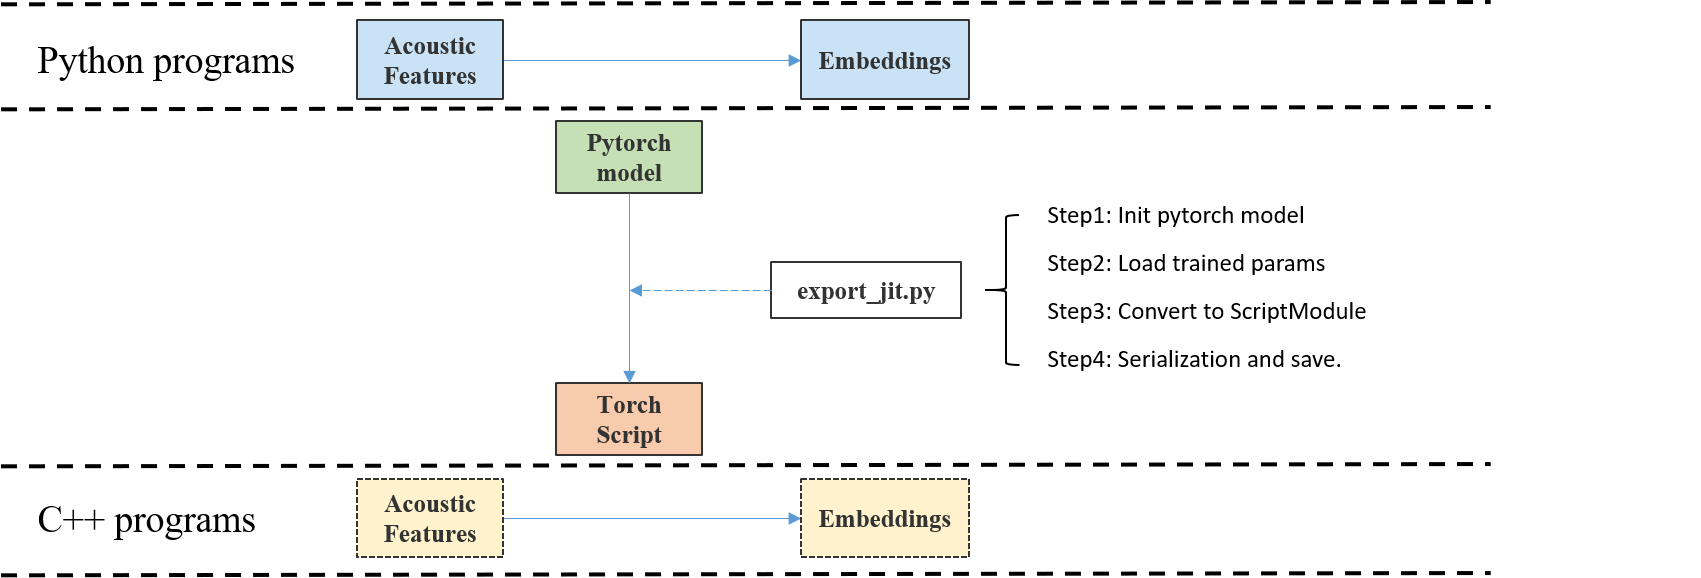 Python programs
Acoustic
Features
Embeddings
Pytorch
model
export_jit.py
Step1: Init pytorch model
Step2: Load trained params
Step3: Convert to ScriptModule
Step4: Serialization and save.
Torch
Script
C++ programs
Acoustic
Features
Embeddings